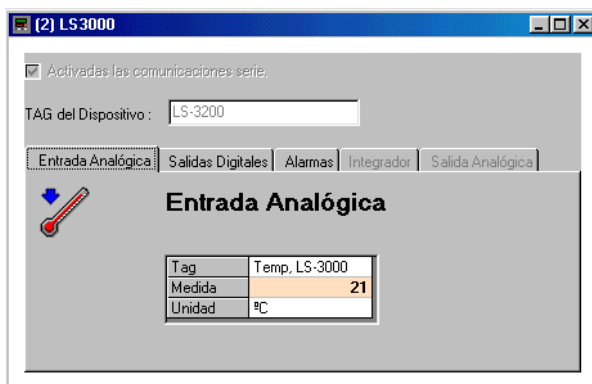 (2) LS3000
Activadas las comunicaciones serie.
TAG del Dispositivo : LS-3200
Entrada Analógica Salidas Digitales Alarmas Integrador Salida Analógica
Entrada Analógica
Tag Temp, LS-3000
Medida 21
Unidad ºC